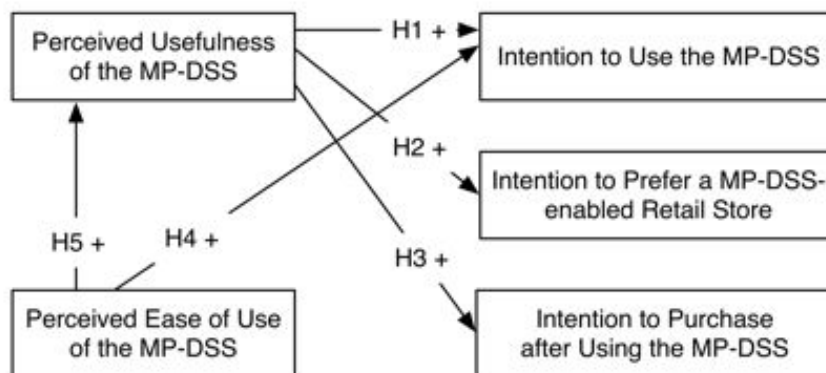 Perceived Usefulness
of the MP-DSS
H1 +
Intention to Use the MP-DSS
H2 +
Intention to Prefer a MP-DSS-
enabled Retail Store
H5 +
H4 +
H3 +
Perceived Ease of Use
of the MP-DSS
Intention to Purchase
after Using the MP-DSS